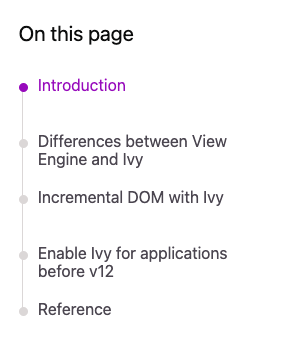 On this page
Introduction
Differences between View
Engine and Ivy
Incremental DOM with Ivy
Enable Ivy for applications
before v12
Reference